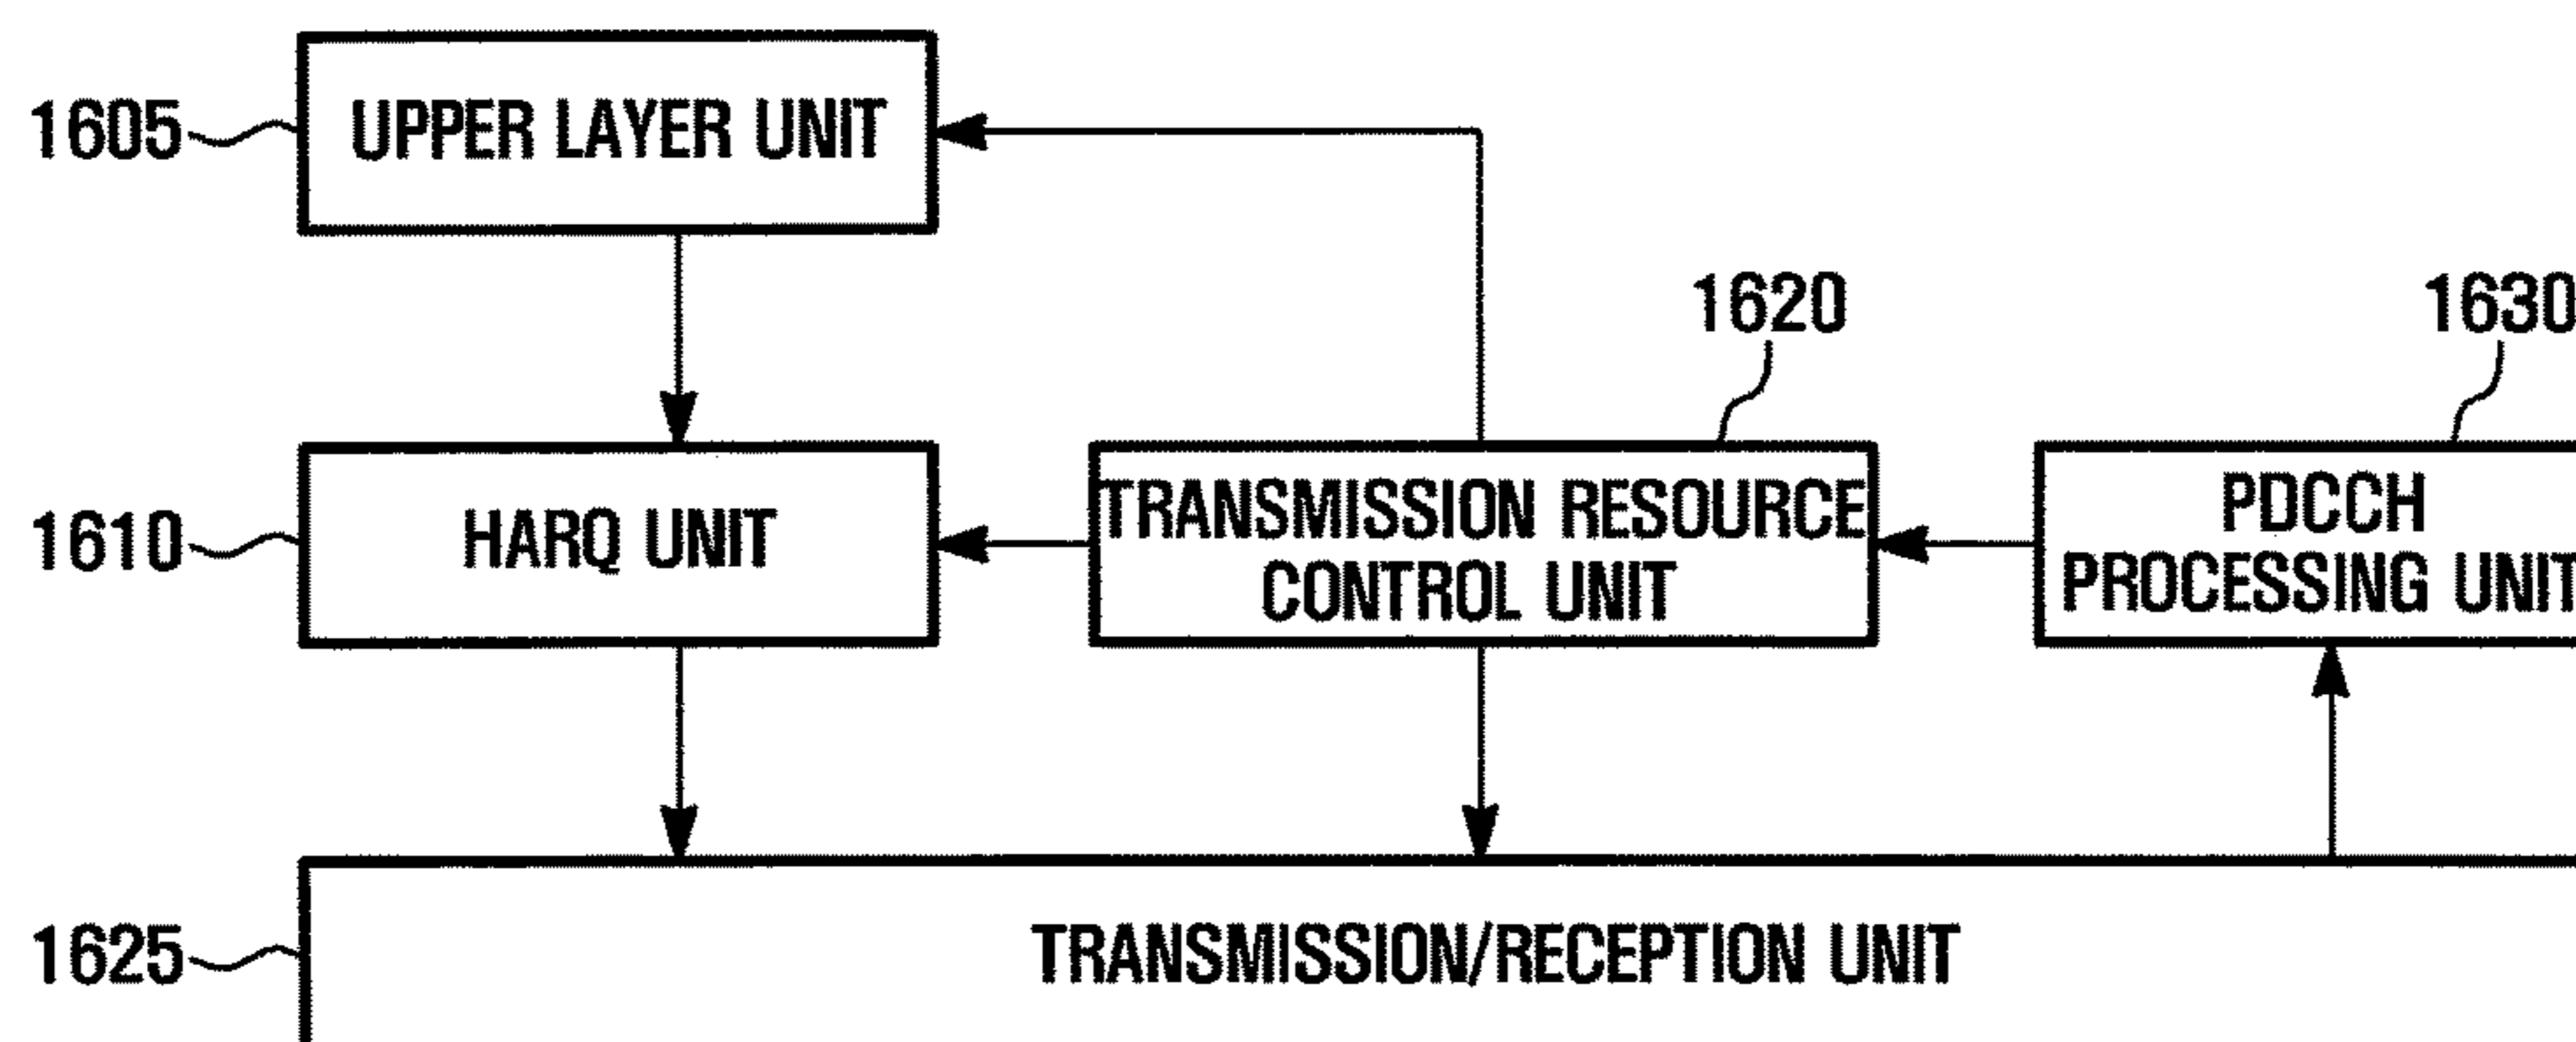 1605
UPPER LAYER UNIT
1620
1630
1610
HARQ UNIT
TRANSMISSION RESOURCE
CONTROL UNIT
PDCCH
PROCESSING UNIT
1625
TRANSMISSION/RECEPTION UNIT